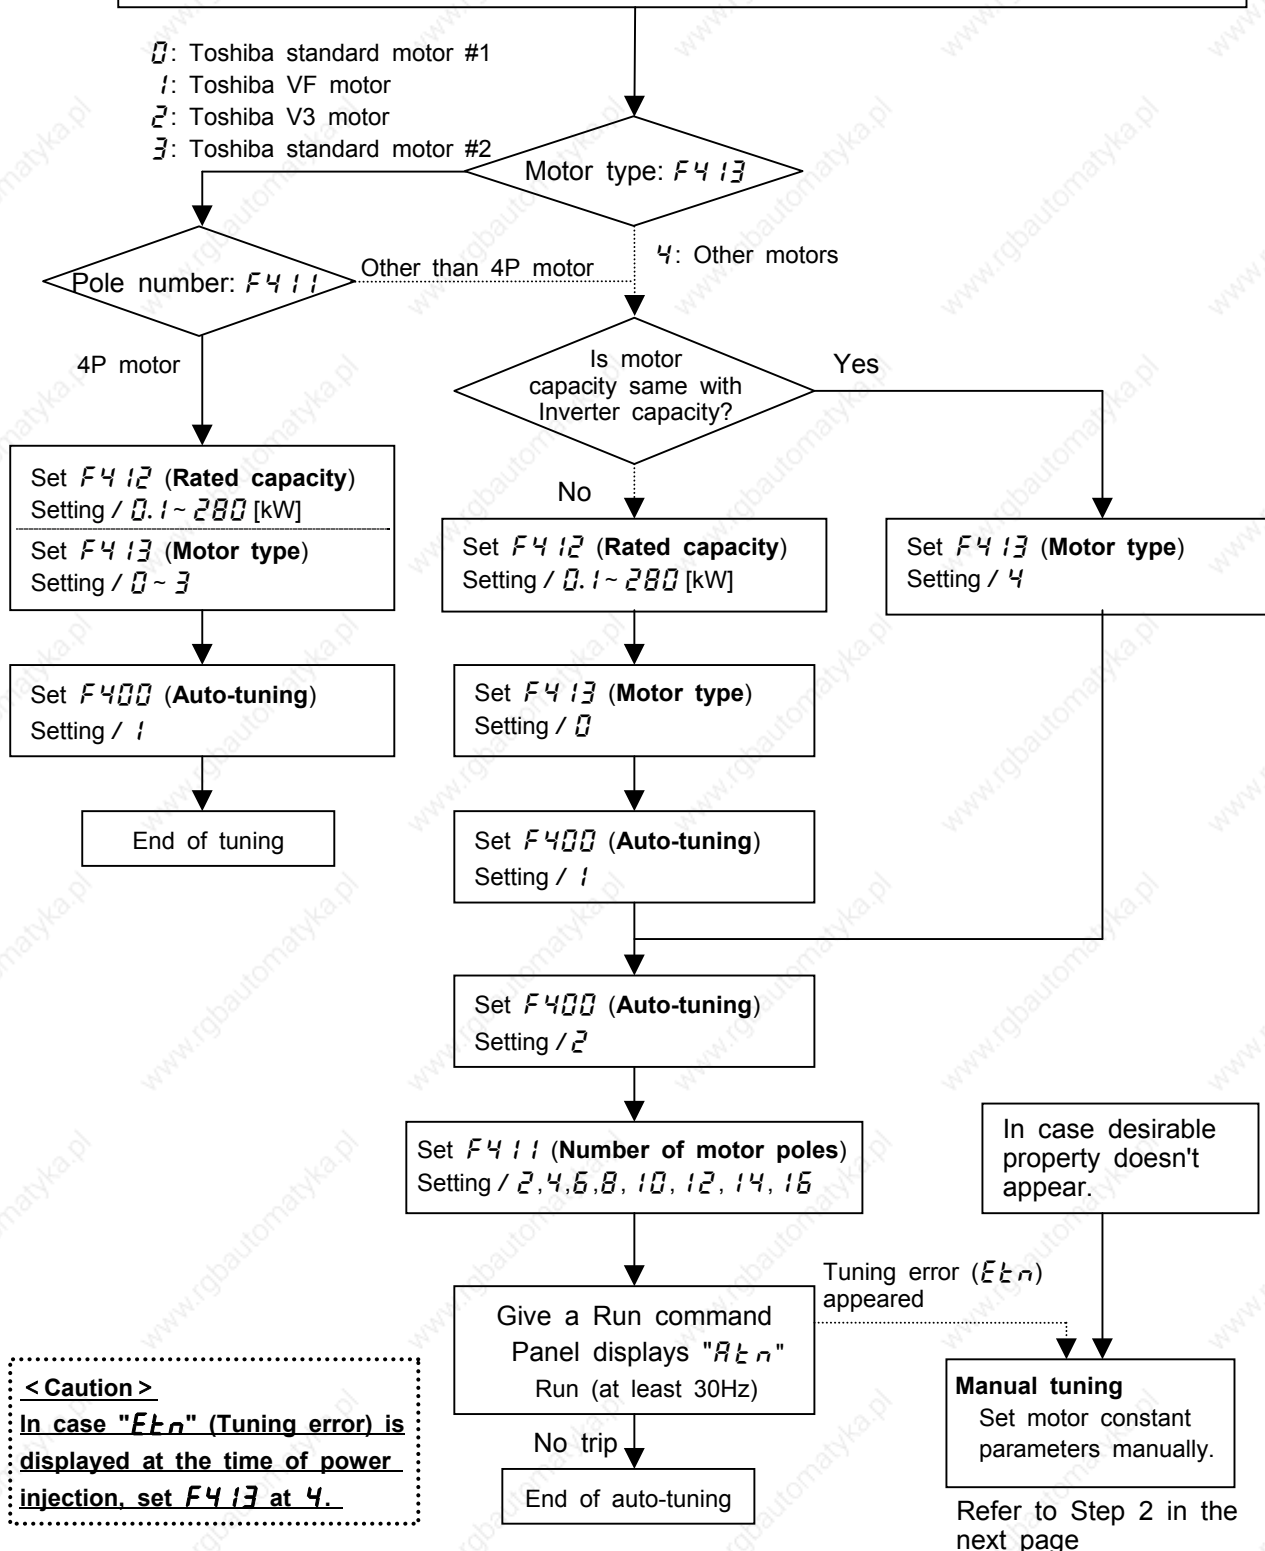 0: Toshiba standard motor #1
1: Toshiba VF motor
2: Toshiba V3 motor
3: Toshiba standard motor #2
Motor type: F413
4: Other motors
Pole number: F411
Other than 4P motor
4P motor
Is motor
capacity same with
Inverter capacity?
Yes
No
Set F412 (Rated capacity)
Setting / 0.1~280 [kW]
Set F413 (Motor type)
Setting / 0~3
Set F400 (Auto-tuning)
Setting / 1
End of tuning
Set F412 (Rated capacity)
Setting / 0.1~280 [kW]
Set F413 (Motor type)
Setting / 0
Set F400 (Auto-tuning)
Setting / 1
Set F413 (Motor type)
Setting / 4
Set F400 (Auto-tuning)
Setting / 2
Set F411 (Number of motor poles)
Setting / 2,4,6,8, 10, 12, 14, 16
Give a Run command
Panel displays "Atn"
Run (at least 30Hz)
No trip
End of auto-tuning
Tuning error (Etn)
appeared
In case desirable
property doesn't
appear.
Manual tuning
Set motor constant
parameters manually.
Refer to Step 2 in the
next page
<Caution>
In case "Etn" (Tuning error) is
displayed at the time of power
injection, set F413 at 4.
www.rgbautomatyka.pl